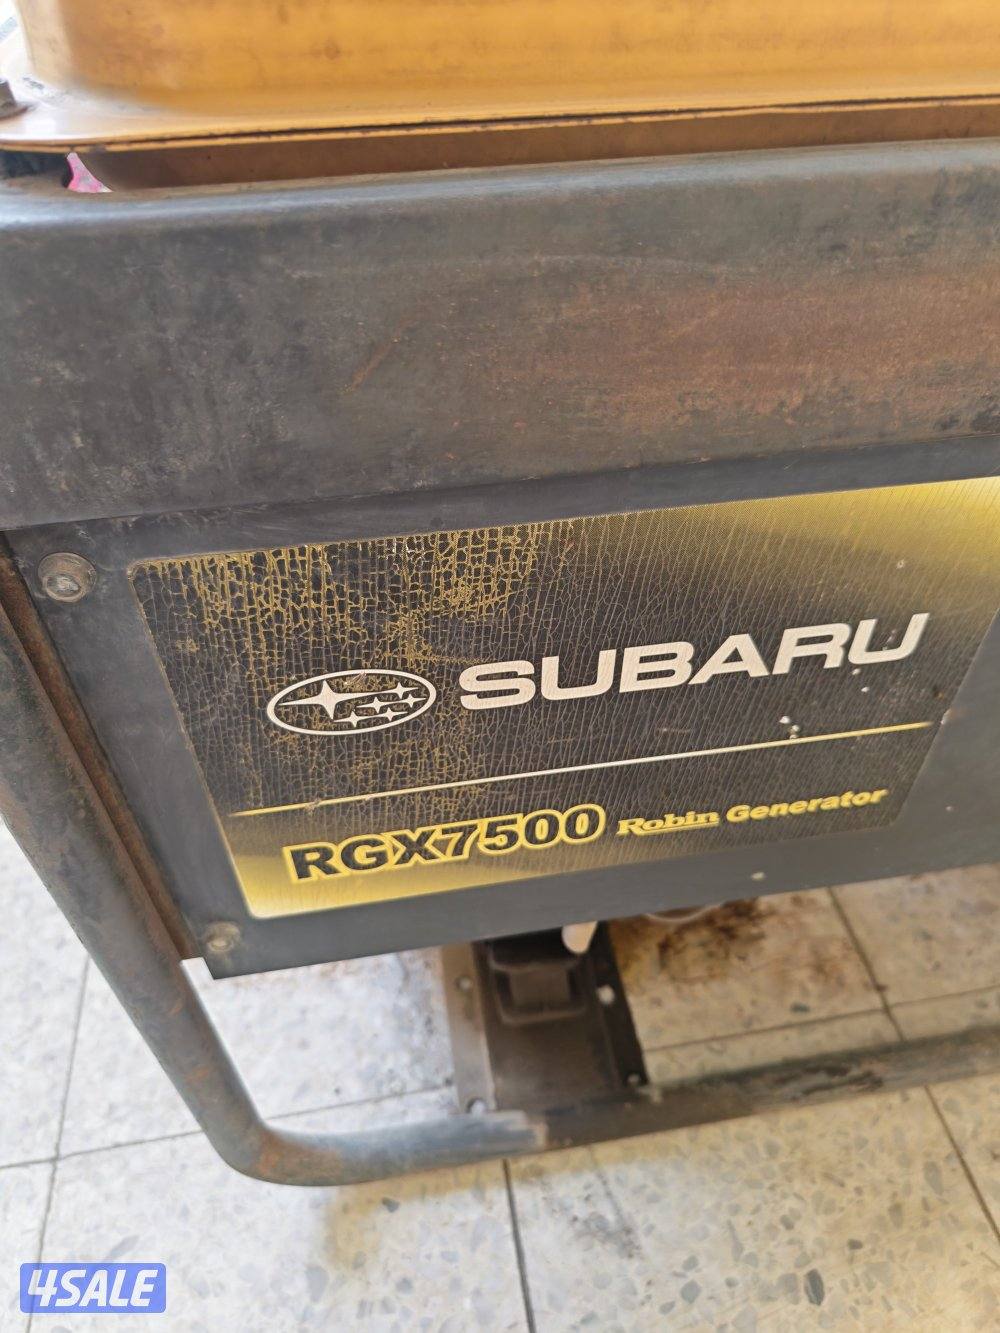 SUBARU
RGX7500 Robin Generator
4SALE